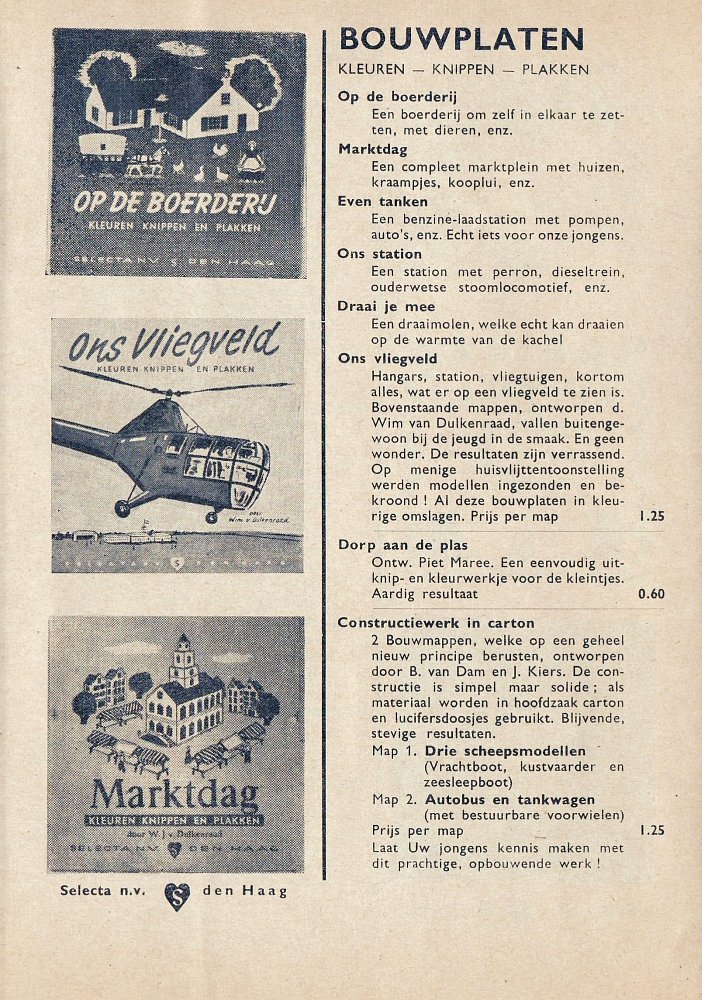 OP DE BOERDERIJ
KLEUREN KNIPPEN EN PLAKKEN
SELECTA N.V. S DEN HAAG
Ons Vliegveld
KLEUREN KNIPPEN EN PLAKKEN
DOOR
Wim v. Dulkenraad
SELECTA N.V. S DEN HAAG
Marktdag
KLEUREN KNIPPEN EN PLAKKEN
door W. J. v. Dulkenraad
SELECTA N.V. S DEN HAAG
Selecta n.v. S den Haag
BOUWPLATEN
KLEUREN — KNIPPEN — PLAKKEN
Op de boerderij
Een boerderij om zelf in elkaar te zet-
ten, met dieren, enz.
Marktdag
Een compleet marktplein met huizen,
kraampjes, kooplui, enz.
Even tanken
Een benzine-laadstation met pompen,
auto's, enz. Echt iets voor onze jongens.
Ons station
Een station met perron, dieseltrein,
ouderwetse stoomlocomotief, enz.
Draai je mee
Een draaimolen, welke echt kan draaien
op de warmte van de kachel
Ons vliegveld
Hangars, station, vliegtuigen, kortom
alles, wat er op een vliegveld te zien is.
Bovenstaande mappen, ontworpen d.
Wim van Dulkenraad, vallen buitenge-
woon bij de jeugd in de smaak. En geen
wonder. De resultaten zijn verrassend.
Op menige huisvlijttentoonstelling
werden modellen ingezonden en be-
kroond ! Al deze bouwplaten in kleu-
rige omslagen. Prijs per map 1.25
Dorp aan de plas
Ontw. Piet Maree. Een eenvoudig uit-
knip- en kleurwerkje voor de kleintjes.
Aardig resultaat 0.60
Constructiewerk in carton
2 Bouwmappen, welke op een geheel
nieuw principe berusten, ontworpen
door B. van Dam en J. Kiers. De con-
structie is simpel maar solide ; als
materiaal worden in hoofdzaak carton
en lucifersdoosjes gebruikt. Blijvende,
stevige resultaten.
Map 1. Drie scheepsmodellen
(Vrachtboot, kustvaarder en
zeesleepboot)
Map 2. Autobus en tankwagen
(met bestuurbare voorwielen)
Prijs per map 1.25
Laat Uw jongens kennis maken met
dit prachtige, opbouwende werk !